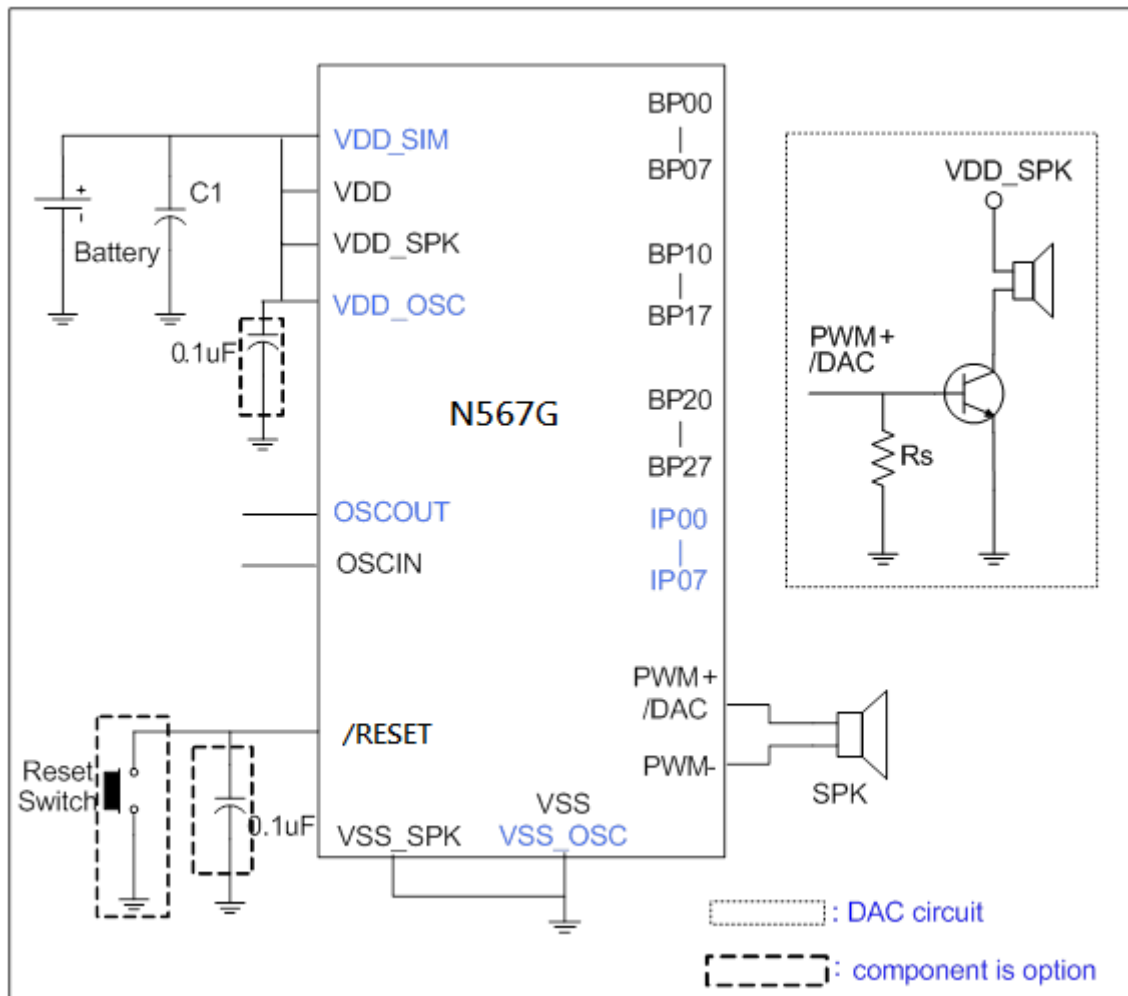 BP00
|
BP07
VDD_SIM
VDD
VDD_SPK
VDD_OSC
+
-
C1
Battery
0.1uF
N567G
BP10
|
BP17
BP20
|
BP27
IP00
|
IP07
OSCOUT
OSCIN
VDD_SPK
PWM+
/DAC
Rs
/RESET
Reset
Switch
0.1uF
PWM+
/DAC
PWM-
SPK
VSS_SPK
VSS
VSS_OSC
: DAC circuit
: component is option